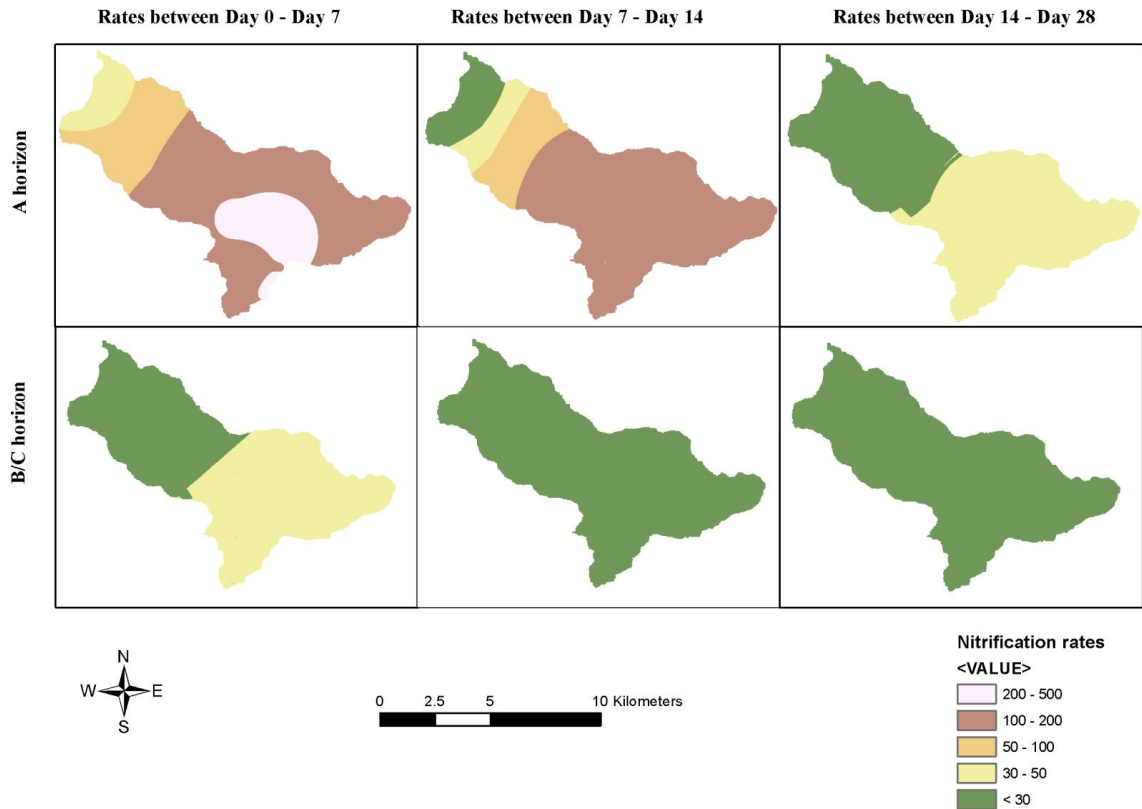 Rates between Day 0 - Day 7
Rates between Day 7 - Day 14
Rates between Day 14 - Day 28
A horizon
B/C horizon
N
W E
S
0 2.5 5 10 Kilometers
Nitrification rates
<VALUE>
200 - 500
100 - 200
50 - 100
30 - 50
< 30